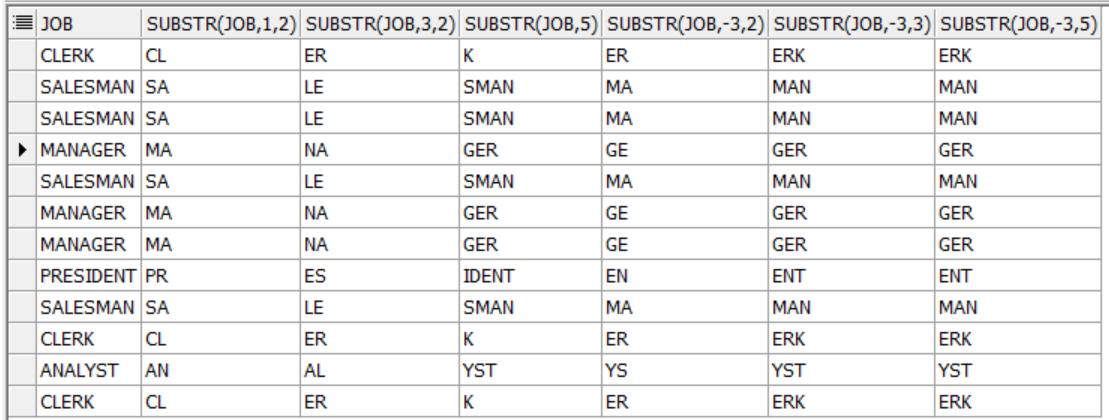 JOB SUBSTR(JOB,1,2) SUBSTR(JOB,3,2) SUBSTR(JOB,5) SUBSTR(JOB,-3,2) SUBSTR(JOB,-3,3) SUBSTR(JOB,-3,5)
CLERK CL ER K ER ERK ERK
SALESMAN SA LE SMAN MA MAN MAN
SALESMAN SA LE SMAN MA MAN MAN
MANAGER MA NA GER GE GER GER
SALESMAN SA LE SMAN MA MAN MAN
MANAGER MA NA GER GE GER GER
MANAGER MA NA GER GE GER GER
PRESIDENT PR ES IDENT EN ENT ENT
SALESMAN SA LE SMAN MA MAN MAN
CLERK CL ER K ER ERK ERK
ANALYST AN AL YST YS YST YST
CLERK CL ER K ER ERK ERK